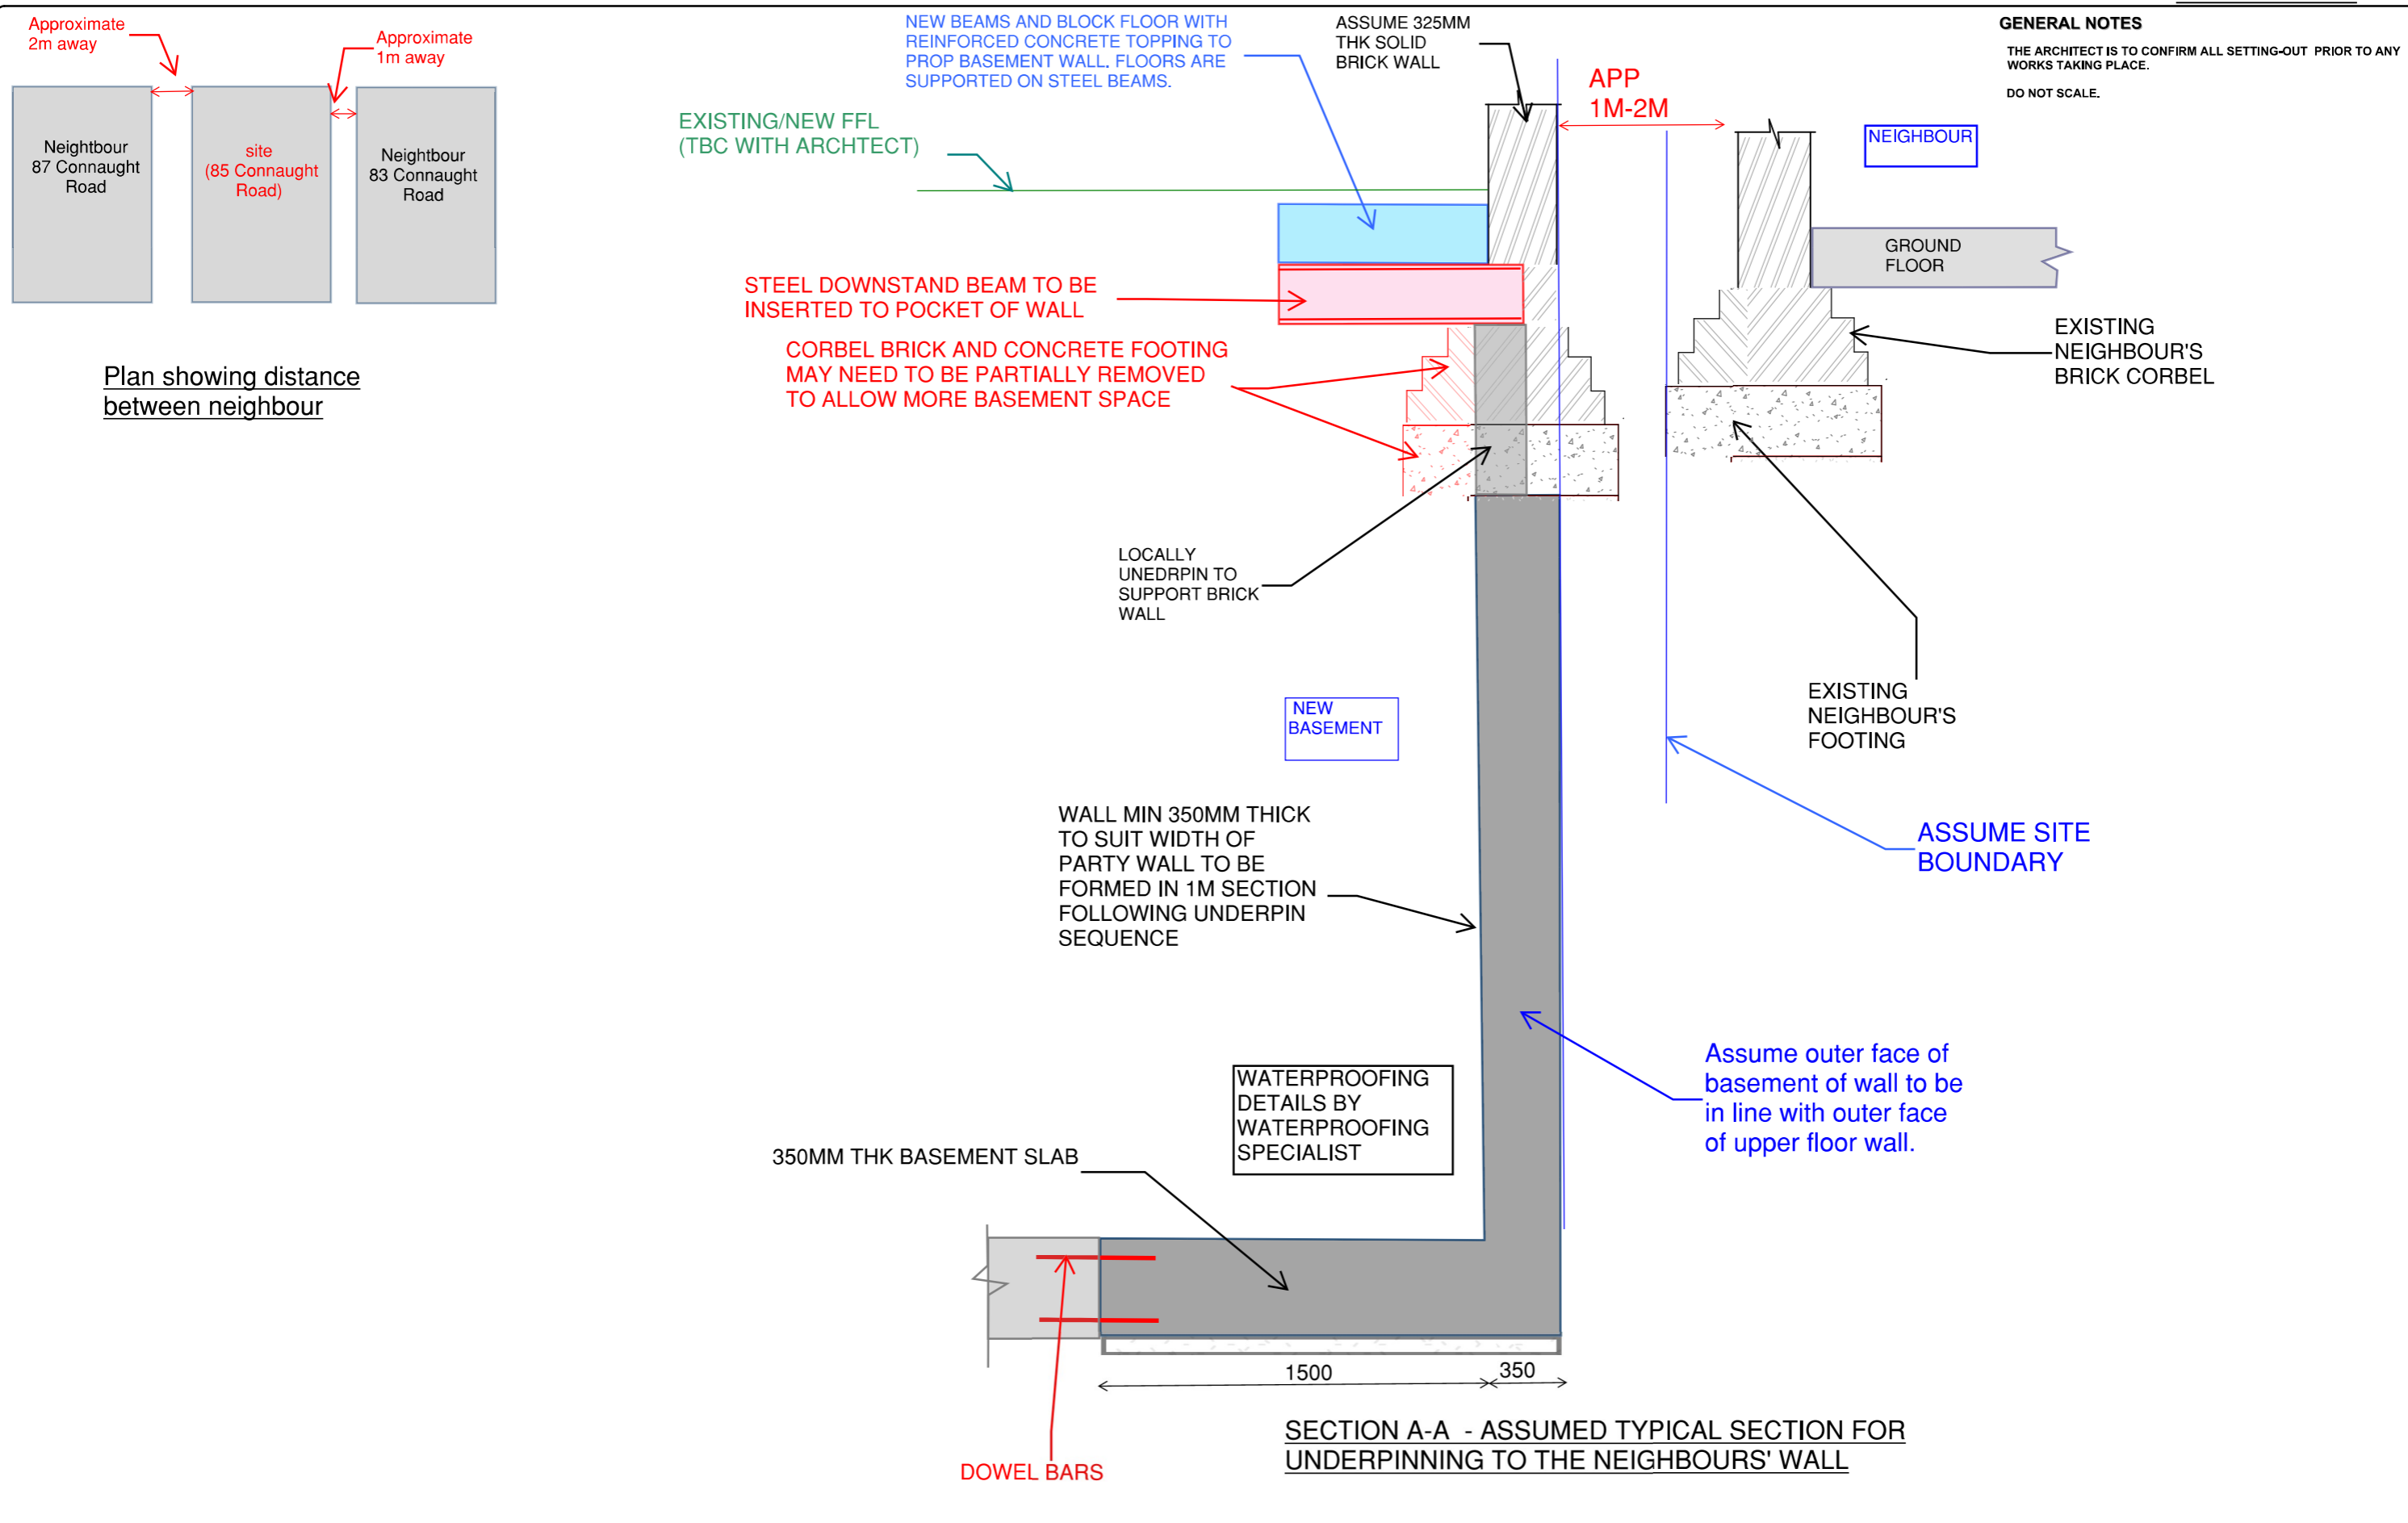 Approximate
2m away
Approximate
1m away
Neightbour
87 Connaught
Road
site
(85 Connaught
Road)
Neightbour
83 Connaught
Road
Plan showing distance
between neighbour
NEW BEAMS AND BLOCK FLOOR WITH
REINFORCED CONCRETE TOPPING TO
PROP BASEMENT WALL. FLOORS ARE
SUPPORTED ON STEEL BEAMS.
ASSUME 325MM
THK SOLID
BRICK WALL
APP
1M-2M
GENERAL NOTES
THE ARCHITECT IS TO CONFIRM ALL SETTING-OUT PRIOR TO ANY
WORKS TAKING PLACE.
DO NOT SCALE.
EXISTING/NEW FFL
(TBC WITH ARCHTECT)
NEIGHBOUR
GROUND
FLOOR
STEEL DOWNSTAND BEAM TO BE
INSERTED TO POCKET OF WALL
CORBEL BRICK AND CONCRETE FOOTING
MAY NEED TO BE PARTIALLY REMOVED
TO ALLOW MORE BASEMENT SPACE
EXISTING
NEIGHBOUR'S
BRICK CORBEL
LOCALLY
UNEDRPIN TO
SUPPORT BRICK
WALL
EXISTING
NEIGHBOUR'S
FOOTING
NEW
BASEMENT
WALL MIN 350MM THICK
TO SUIT WIDTH OF
PARTY WALL TO BE
FORMED IN 1M SECTION
FOLLOWING UNDERPIN
SEQUENCE
ASSUME SITE
BOUNDARY
Assume outer face of
basement of wall to be
in line with outer face
of upper floor wall.
WATERPROOFING
DETAILS BY
WATERPROOFING
SPECIALIST
350MM THK BASEMENT SLAB
1500
350
DOWEL BARS
SECTION A-A - ASSUMED TYPICAL SECTION FOR
UNDERPINNING TO THE NEIGHBOURS' WALL